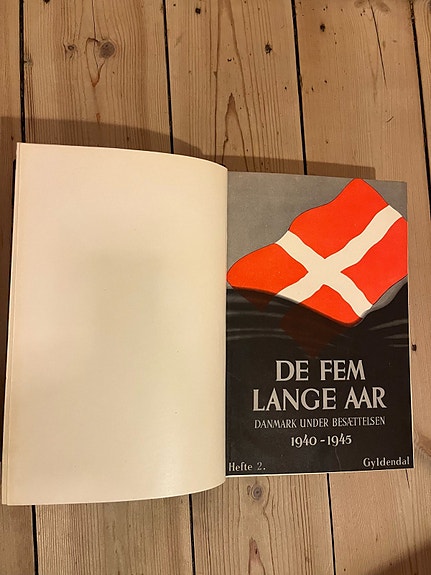 DE FEM
LANGE AAR
DANMARK UNDER BESÆTTELSEN
1940-1945
Hefte 2. Gyldendal